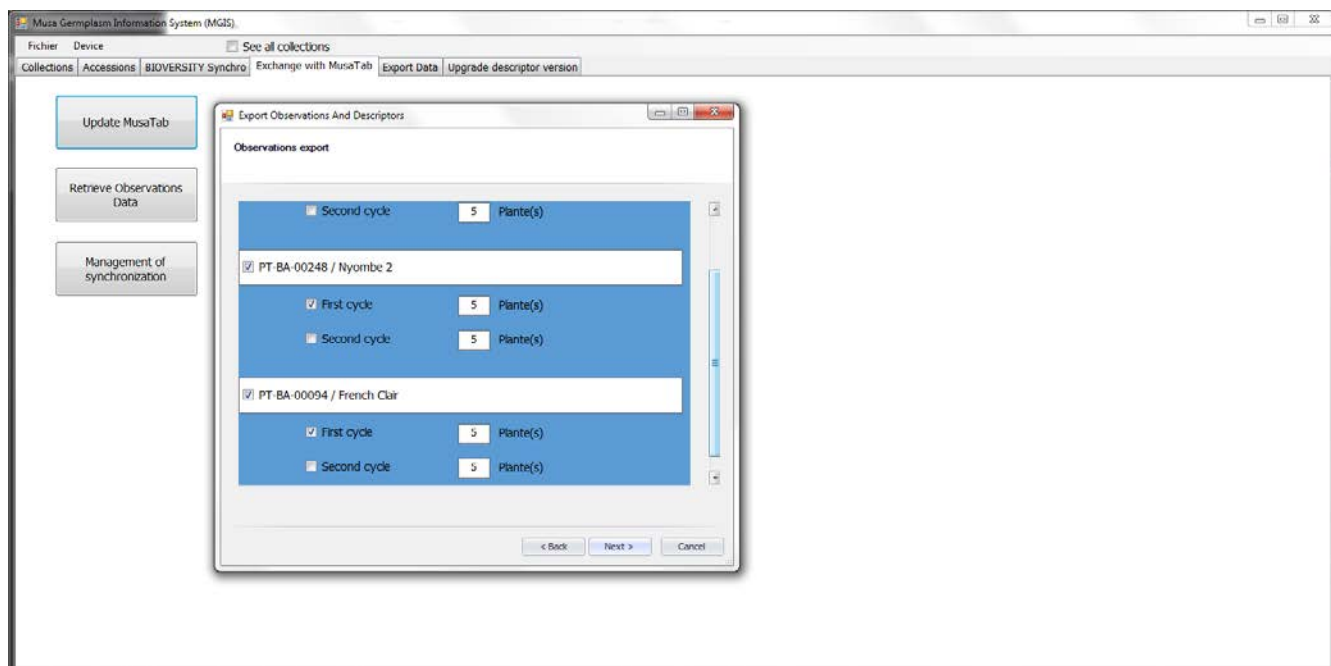 Musa Germplasm Information System (MGIS)
Fichier Device See all collections
Collections Accessions BIOVERSITY Synchro Exchange with MusaTab Export Data Upgrade descriptor version
Update MusaTab
Retrieve Observations
Data
Management of
synchronization
Export Observations And Descriptors
Observations export
Second cycle 5 Plante(s)
PT-BA-00248 / Nyombe 2
First cycle 5 Plante(s)
Second cycle 5 Plante(s)
PT-BA-00094 / French Clair
First cycle 5 Plante(s)
Second cycle 5 Plante(s)
< Back Next > Cancel